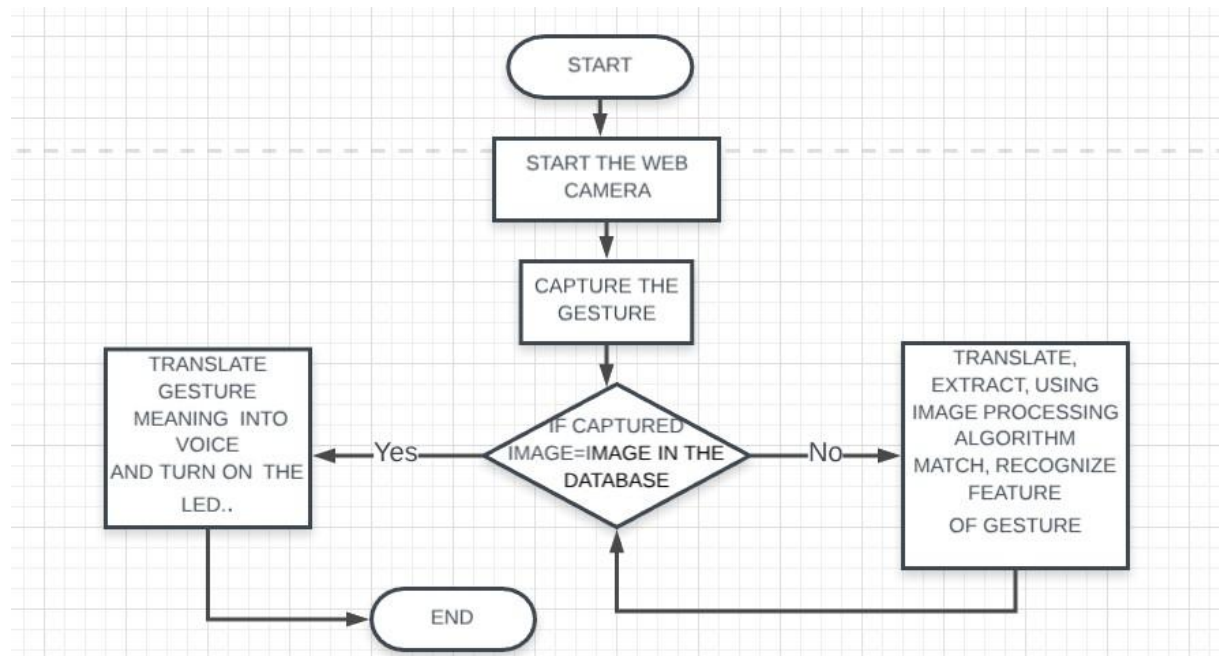 START
START THE WEB
CAMERA
CAPTURE THE
GESTURE
IF CAPTURED
IMAGE=IMAGE IN THE
DATABASE
Yes
TRANSLATE
GESTURE
MEANING INTO
VOICE
AND TURN ON THE
LED..
No
TRANSLATE,
EXTRACT, USING
IMAGE PROCESSING
ALGORITHM
MATCH, RECOGNIZE
FEATURE
OF GESTURE
END